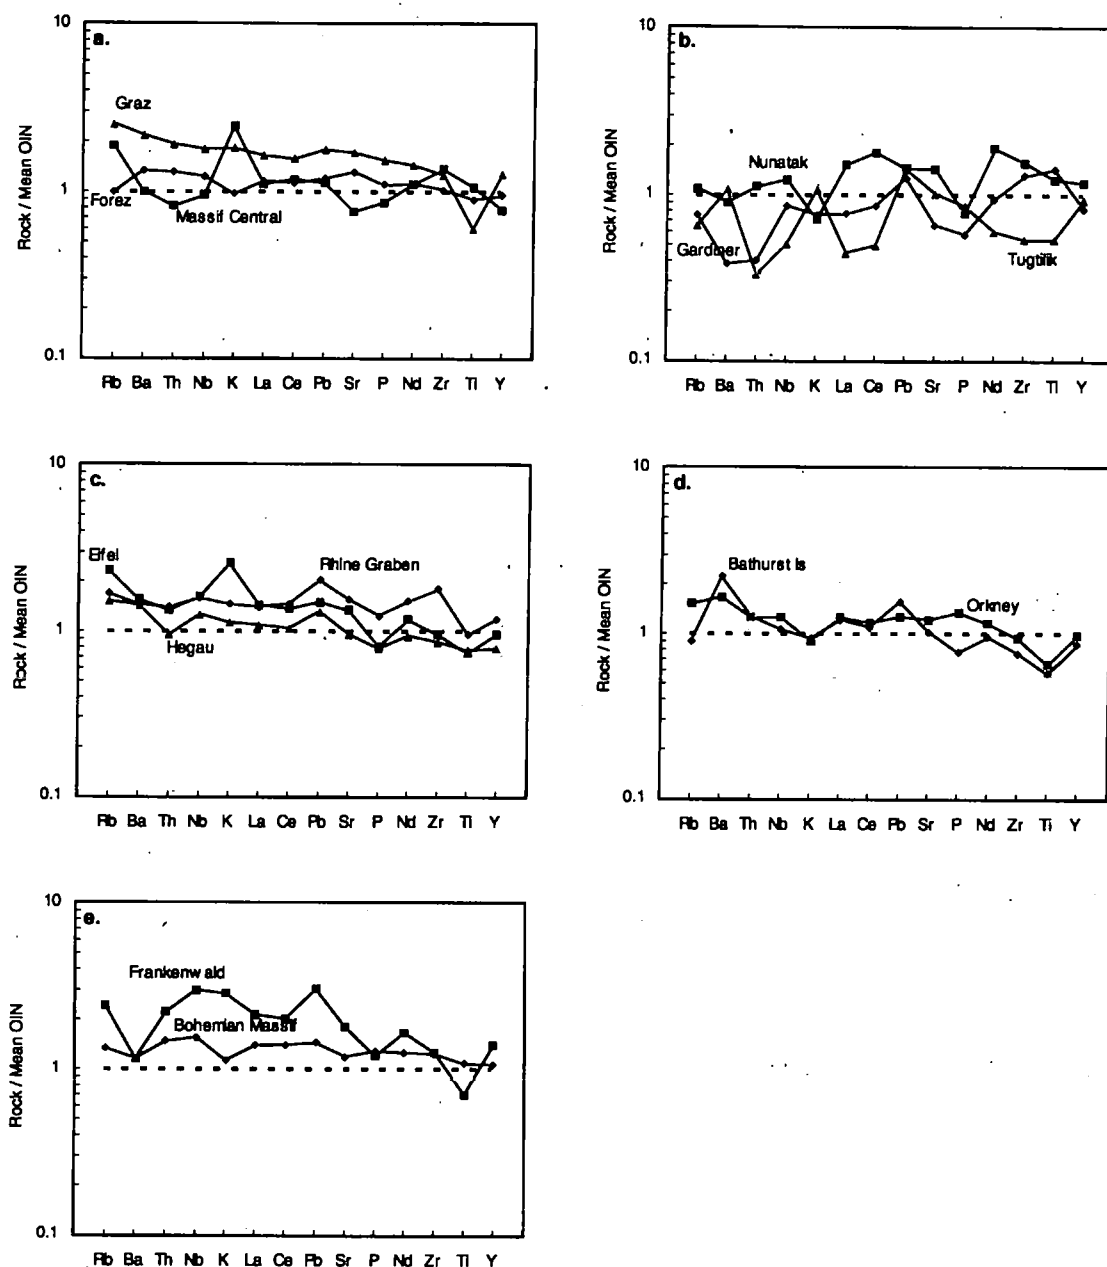 10
a.
Graz
Rock / Mean OIN
1
Forez
Massif Central
0.1
Rb Ba Th Nb K La Ce Pb Sr P Nd Zr Ti Y
10
b.
Nunatak
Rock / Mean OIN
1
Gardiner
Tugtilik
0.1
Rb Ba Th Nb K La Ce Pb Sr P Nd Zr Ti Y
10
c.
Eifel
Rhine Graben
Rock / Mean OIN
1
Hegau
0.1
Rb Ba Th Nb K La Ce Pb Sr P Nd Zr Ti Y
10
d.
Bathurst Is
Orkney
Rock / Mean OIN
1
0.1
Rb Ba Th Nb K La Ce Pb Sr P Nd Zr Ti Y
10
e.
Frankenwald
Bohemian Massif
Rock / Mean OIN
1
0.1
Rb Ba Th Nb K La Ce Pb Sr P Nd Zr Ti Y